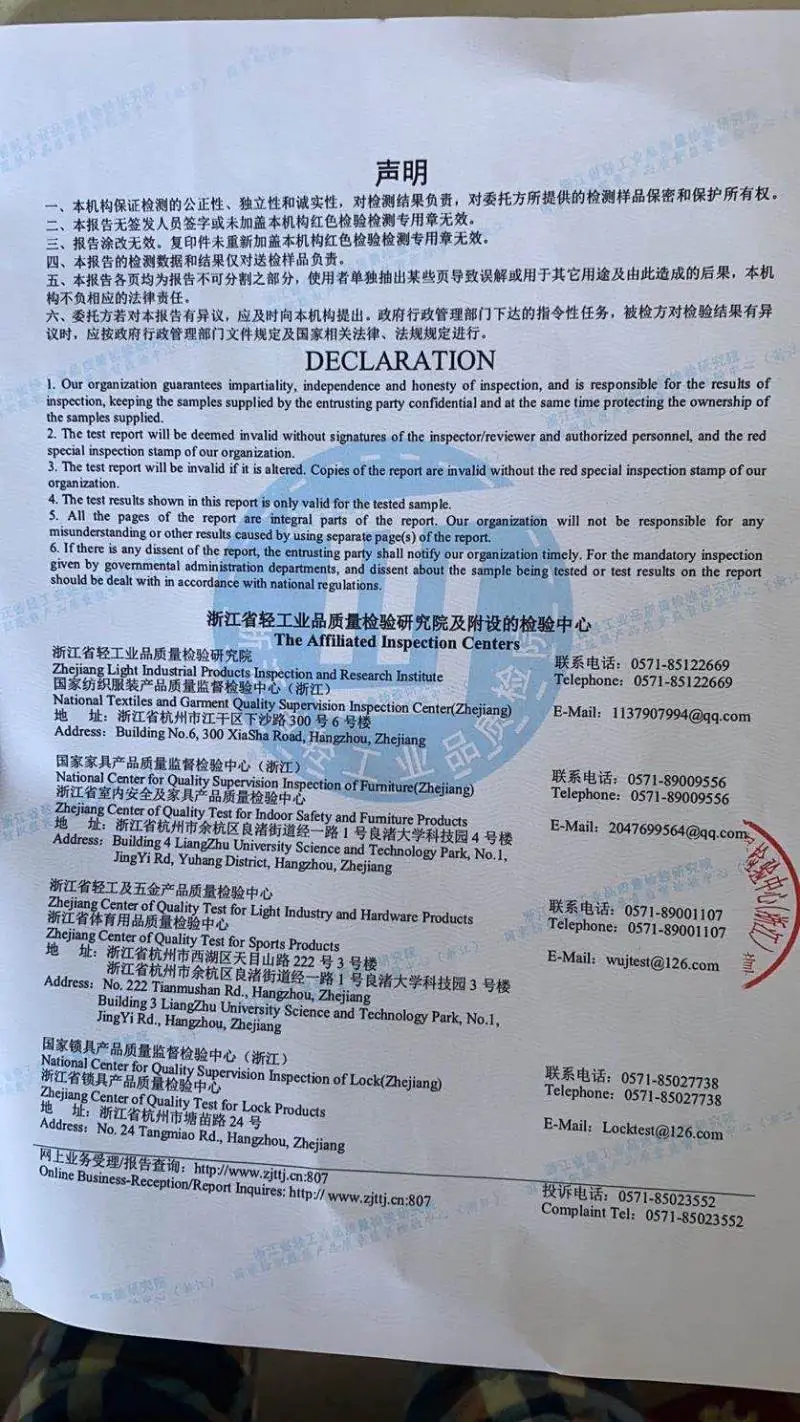 声明
一、本机构保证检测的公正性、独立性和诚实性，对检测结果负责，对委托方所提供的检测样品保密和保护所有权。
二、本报告无签发人员签字或未加盖本机构红色检验检测专用章无效。
三、报告涂改无效。复印件未重新加盖本机构红色检验检测专用章无效。
四、本报告的检测数据和结果仅对送检样品负责。
五、本报告各页均为报告不可分割之部分，使用者单独抽出某些页导致误解或用于其它用途及由此造成的后果，本机
构不负相应的法律责任。
六、委托方若对本报告有异议，应及时向本机构提出。政府行政管理部门下达的指令性任务，被检方对检验结果有异
议时，应按政府行政管理部门文件规定及国家相关法律、法规规定进行。
DECLARATION
1. Our organization guarantees impartiality, independence and honesty of inspection, and is responsible for the results of
inspection, keeping the samples supplied by the entrusting party confidential and at the same time protecting the ownership of
the samples supplied.
2. The test report will be deemed invalid without signatures of the inspector/reviewer and authorized personnel, and the red
special inspection stamp of our organization.
3. The test report will be invalid if it is altered. Copies of the report are invalid without the red special inspection stamp of our
organization.
4. The test results shown in this report is only valid for the tested sample.
5. All the pages of the report are integral parts of the report. Our organization will not be responsible for any
misunderstanding or other results caused by using separate page(s) of the report.
6. If there is any dissent of the report, the entrusting party shall notify our organization timely. For the mandatory inspection
given by governmental administration departments, and dissent about the sample being tested or test results on the report
should be dealt with in accordance with national regulations.
浙江省轻工业品质量检验研究院及附设的检验中心
The Affiliated Inspection Centers
浙江省轻工业品质量检验研究院 联系电话：0571-85122669
Zhejiang Light Industrial Products Inspection and Research Institute Telephone：0571-85122669
国家纺织服装产品质量监督检验中心（浙江）
National Textiles and Garment Quality Supervision Inspection Center(Zhejiang) E-Mail：1137907994@qq.com
地 址：浙江省杭州市江干区下沙路 300 号 6 号楼
Address：Building No.6, 300 XiaSha Road, Hangzhou, Zhejiang
国家家具产品质量监督检验中心（浙江） 联系电话：0571-89009556
National Center for Quality Supervision Inspection of Furniture(Zhejiang) Telephone：0571-89009556
浙江省室内安全及家具产品质量检验中心
Zhejiang Center of Quality Test for Indoor Safety and Furniture Products E-Mail：2047699564@qq.com
地 址：浙江省杭州市余杭区良渚街道经一路 1 号良渚大学科技园 4 号楼
Address：Building 4 LiangZhu University Science and Technology Park, No.1,
JingYi Rd, Yuhang District, Hangzhou, Zhejiang
浙江省轻工及五金产品质量检验中心 联系电话：0571-89001107
Zhejiang Center of Quality Test for Light Industry and Hardware Products Telephone：0571-89001107
浙江省体育用品质量检验中心
Zhejiang Center of Quality Test for Sports Products E-Mail：wujtest@126.com
地 址：浙江省杭州市西湖区天目山路 222 号 3 号楼
浙江省杭州市余杭区良渚街道经一路 1 号良渚大学科技园 3 号楼
Address：No. 222 Tianmushan Rd., Hangzhou, Zhejiang
Building 3 LiangZhu University Science and Technology Park, No.1,
JingYi Rd., Hangzhou, Zhejiang
国家锁具产品质量监督检验中心（浙江） 联系电话：0571-85027738
National Center for Quality Supervision Inspection of Lock(Zhejiang) Telephone：0571-85027738
浙江省锁具产品质量检验中心
Zhejiang Center of Quality Test for Lock Products E-Mail：Locktest@126.com
地 址：浙江省杭州市塘苗路 24 号
Address：No. 24 Tangmiao Rd., Hangzhou, Zhejiang
网上业务受理/报告查询：http://www.zjttj.cn:807 投诉电话：0571-85023552
Online Business-Reception/Report Inquires: http:// www.zjttj.cn:807 Complaint Tel：0571-85023552
检验中心(浙江)